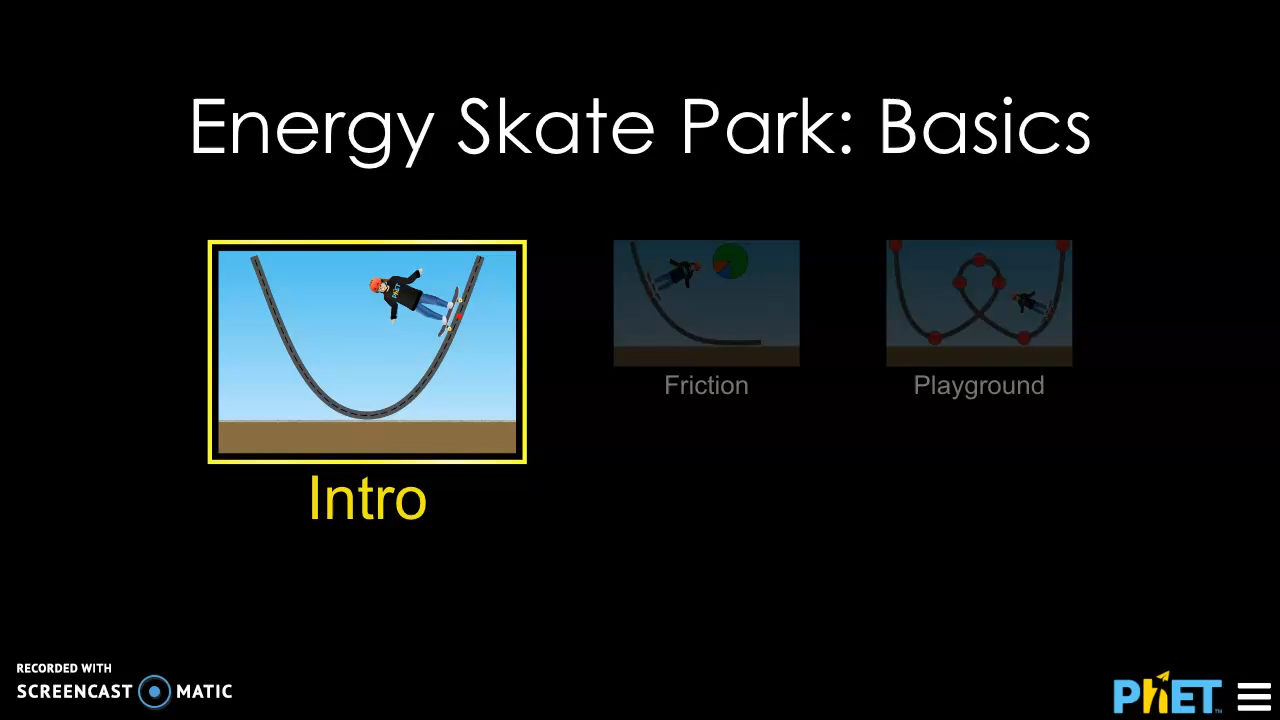 Energy Skate Park: Basics
Intro
Friction
Playground
RECORDED WITH
SCREENCAST MATIC
PhET